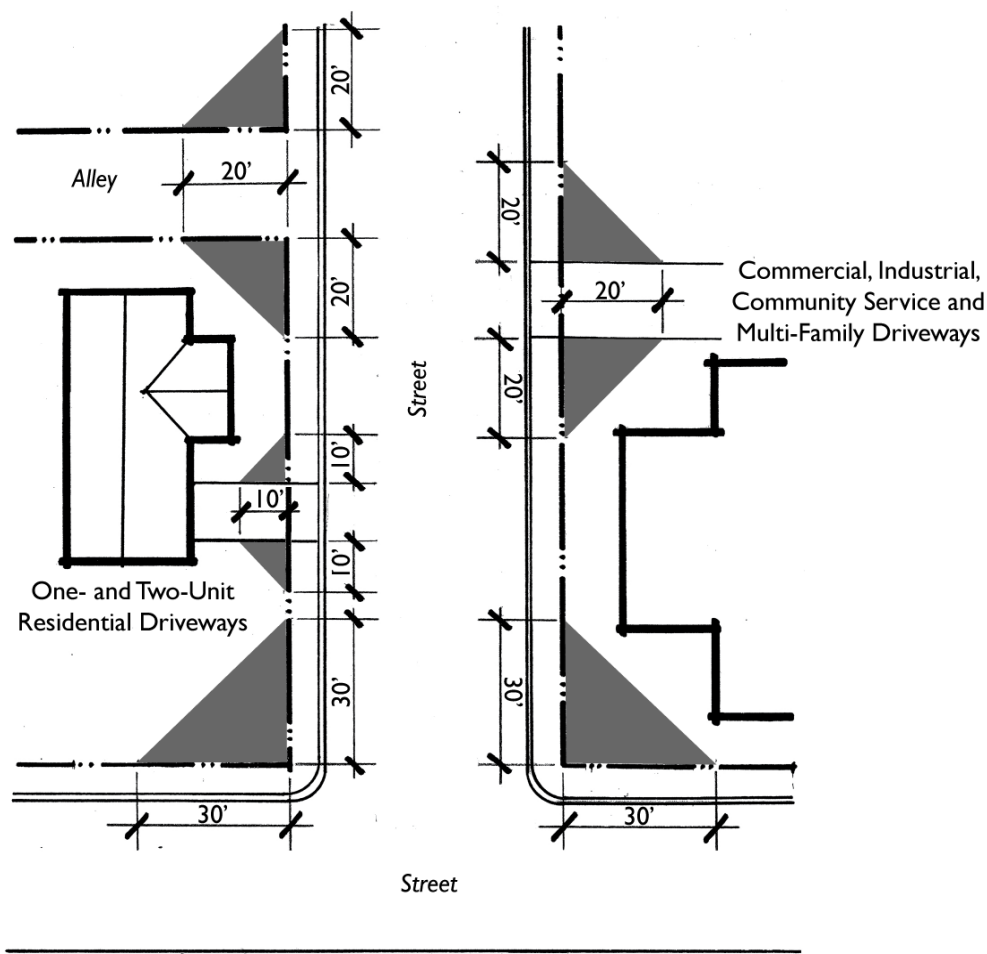 20'
Alley
20'
20'
20'
20'
Commercial, Industrial,
Community Service and
Multi-Family Driveways
20'
Street
10'
10'
10'
One- and Two-Unit
Residential Driveways
30'
30'
30'
30'
Street